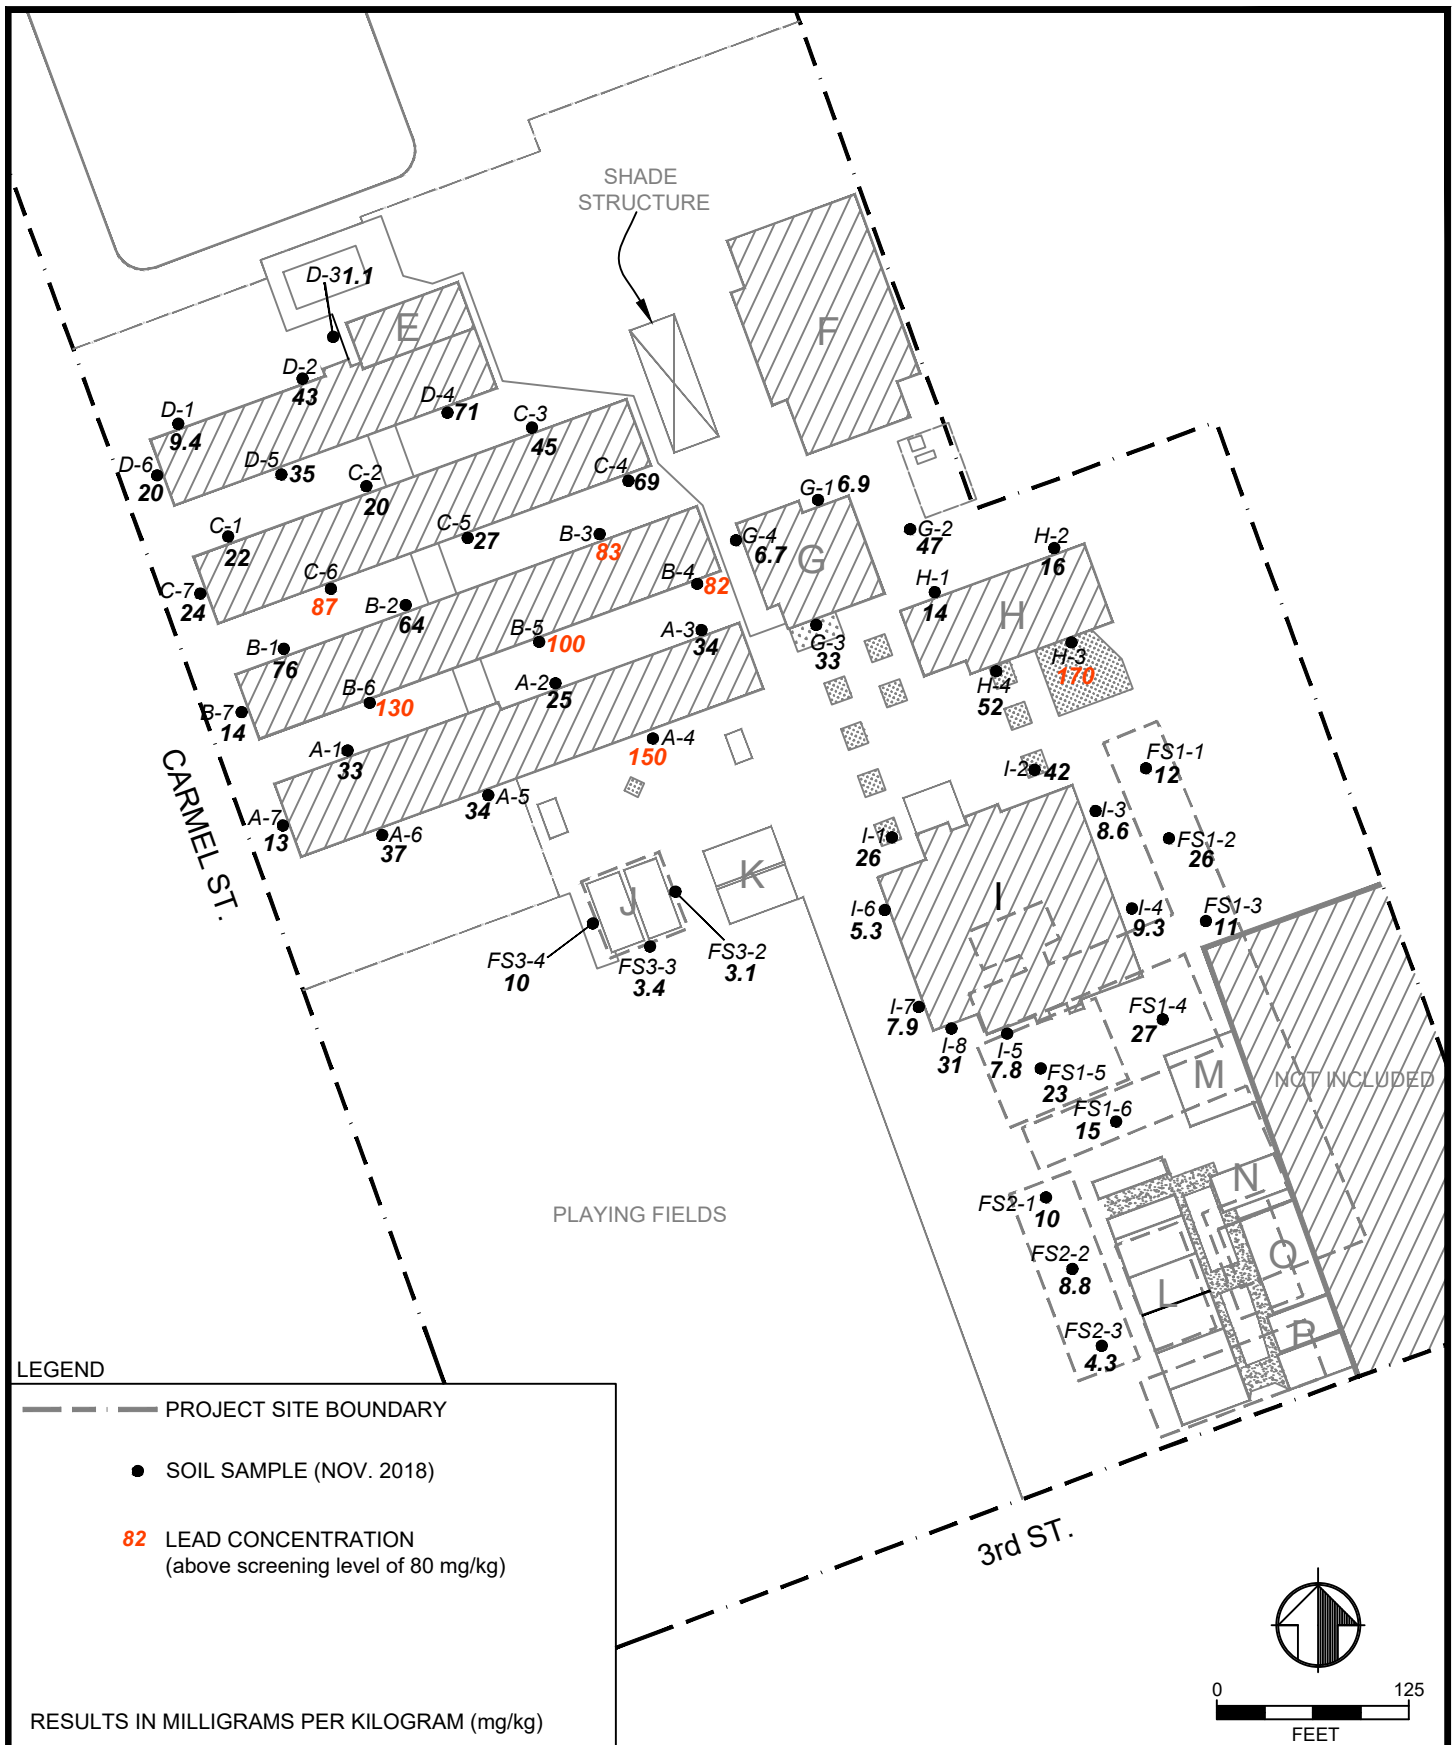 SHADE
STRUCTURE
D-3 1.1
E
F
D-2
43
D-1
9.4
D-4
71
C-3
45
D-6
20
D-5
35
C-2
20
C-4
69
G-1 6.9
C-1
22
C-5
27
B-3
83
G-4
6.7
G
G-2
47
H-2
16
C-7
24
C-6
87
B-2
64
B-4
82
H-1
14
H
B-1
76
B-5
100
A-3
34
G-3
33
H-3
170
H-4
52
B-7
14
B-6
130
A-2
25
A-1
33
A-4
150
I-2
42
FS1-1
12
CARMEL ST.
A-7
13
A-5
34
A-6
37
I-1
26
I-3
8.6
FS1-2
26
J
K
I-6
5.3
I
I-4
9.3
FS1-3
11
FS3-4
10
FS3-3
3.4
FS3-2
3.1
I-7
7.9
I-8
31
I-5
7.8
FS1-4
27
M
NOT INCLUDED
FS1-5
23
FS1-6
15
N
PLAYING FIELDS
FS2-1
10
FS2-2
8.8
L
FS2-3
4.3
3rd ST.
LEGEND
PROJECT SITE BOUNDARY
SOIL SAMPLE (NOV. 2018)
82 LEAD CONCENTRATION
(above screening level of 80 mg/kg)
RESULTS IN MILLIGRAMS PER KILOGRAM (mg/kg)
0 125
FEET